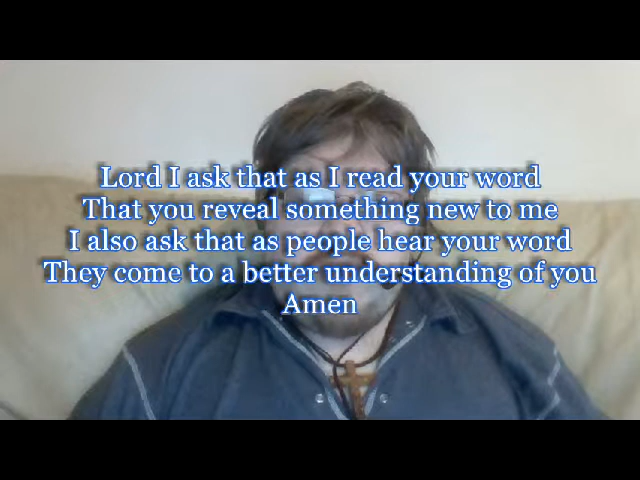 Lord I ask that as I read your word
That you reveal something new to me
I also ask that as people hear your word
They come to a better understanding of you
Amen